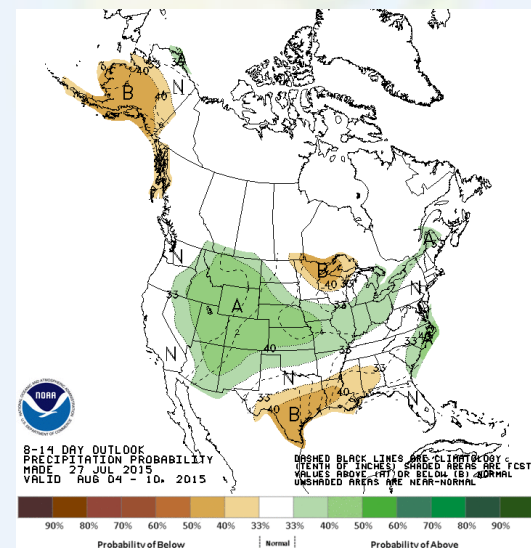 A
33
40
N
B
40
N
33
A
B
40
30
33
A
N
33
N
40
33
N
33
40
33
40
B
33
A
N
NOAA
8-14 DAY OUTLOOK
PRECIPITATION PROBABILITY
MADE 27 JUL 2015
VALID AUG 04 - 10, 2015
DASHED BLACK LINES ARE CLIMATOLOGY
(TENTH OF INCHES) SHADED AREAS ARE FCST
VALUES ABOVE (A) OR BELOW (B) NORMAL
UNSHADED AREAS ARE NEAR-NORMAL
90% 80% 70% 60% 50% 40% 33% 33% 40% 50% 60% 70% 80% 90%
Probability of Below Normal Probability of Above